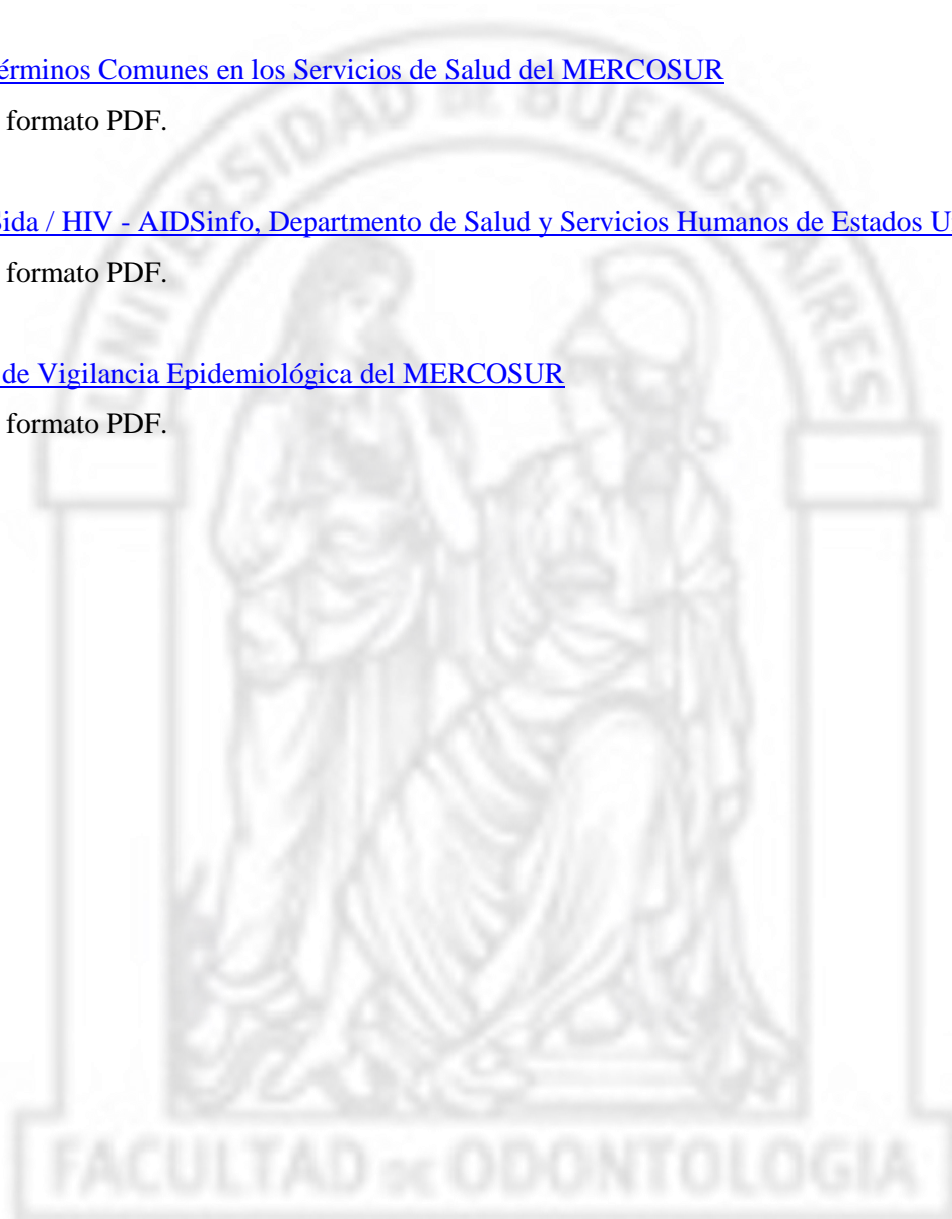 érminos Comunes en los Servicios de Salud del MERCOSUR
formato PDF.
Sida / HIV - AIDSinfo, Departmento de Salud y Servicios Humanos de Estados U
formato PDF.
de Vigilancia Epidemiológica del MERCOSUR
formato PDF.
UNIVERSIDAD DE BUENOS AIRES
FACULTAD DE ODONTOLOGIA